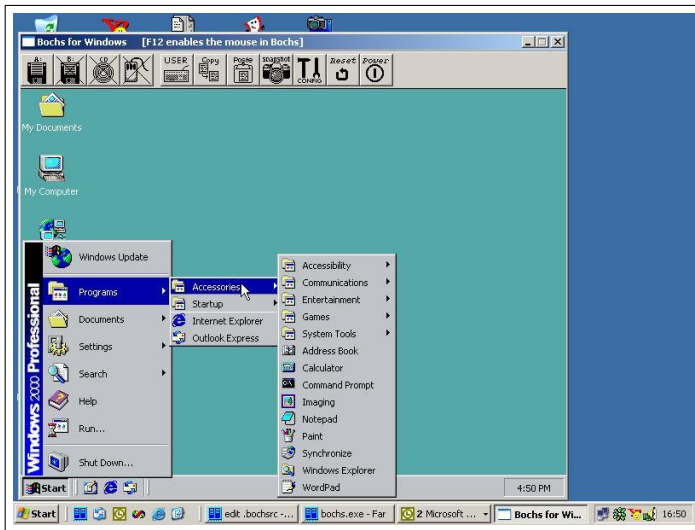 Bochs for Windows [F12 enables the mouse in Bochs]
A: B: CD USER Copy Paste snapshot CONFIG Reset Power
My Documents
My Computer
Windows 2000 Professional
Windows Update
Programs
Documents
Settings
Search
Help
Run...
Shut Down...
Accessories
Startup
Internet Explorer
Outlook Express
Accessibility
Communications
Entertainment
Games
System Tools
Address Book
Calculator
Command Prompt
Imaging
Notepad
Paint
Synchronize
Windows Explorer
WordPad
Start 4:50 PM
Start edit .bochsrc -... bochs.exe - Far 2 Microsoft ... Bochs for Wi... 16:50